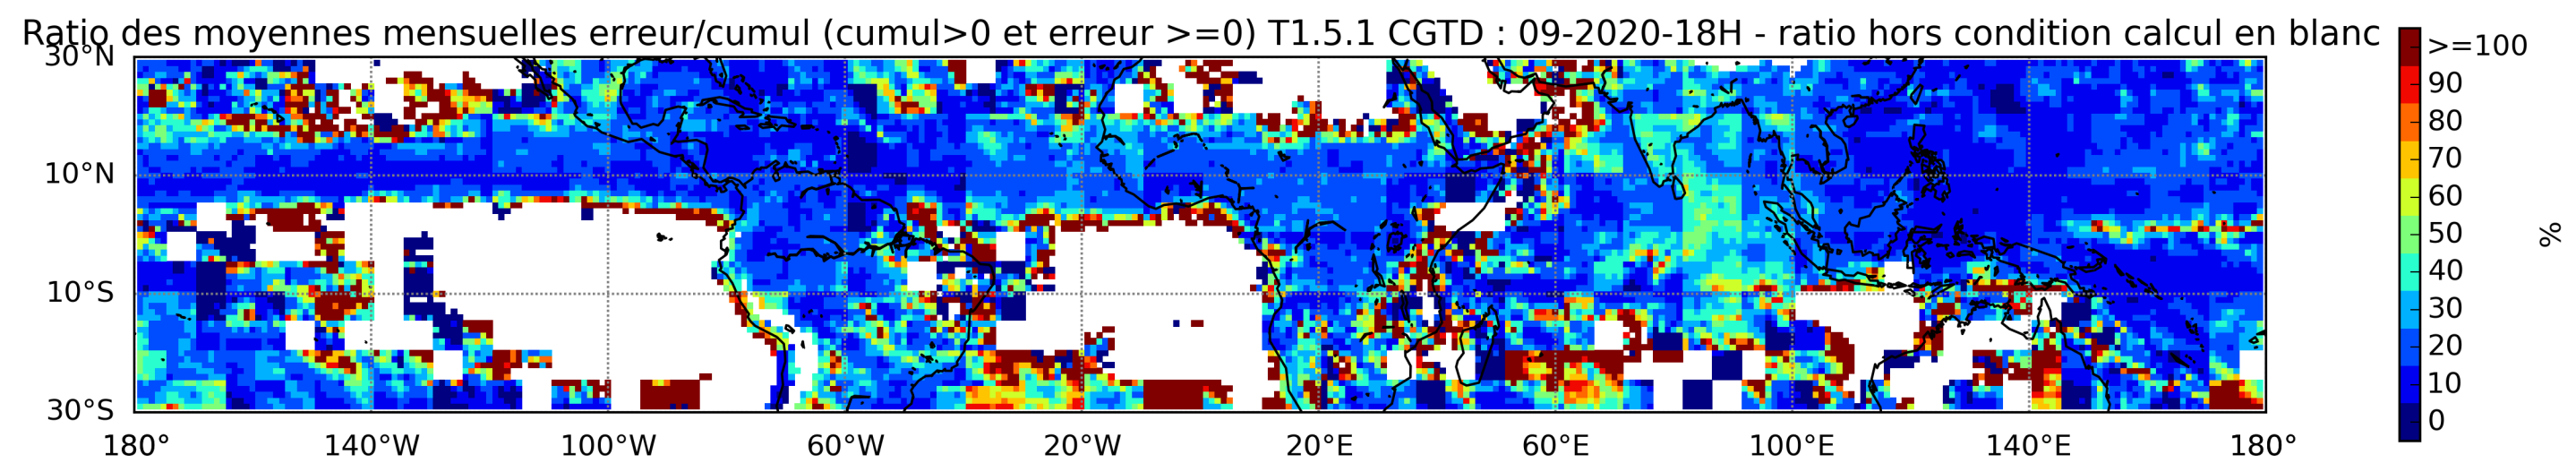 Ratio des moyennes mensuelles erreur/cumul (cumul>0 et erreur >=0) T1.5.1 CGTD : 09-2020-18H - ratio hors condition calcul en blanc
30°N
10°N
10°S
30°S
180°
140°W
100°W
60°W
20°W
20°E
60°E
100°E
140°E
180°
>=100
90
80
70
60
50
40
30
20
10
0
%